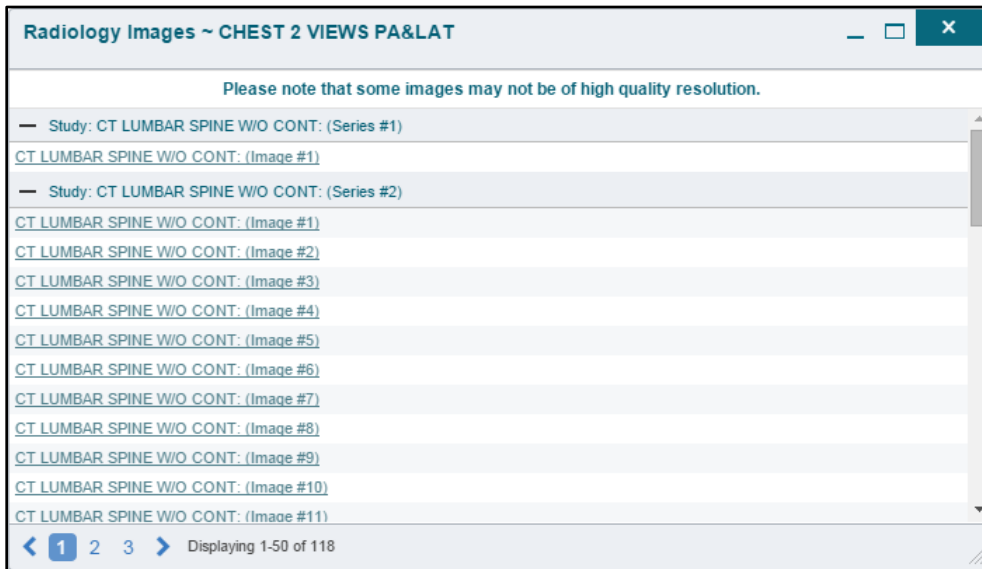 Radiology Images ~ CHEST 2 VIEWS PA&LAT
Please note that some images may not be of high quality resolution.
Study: CT LUMBAR SPINE W/O CONT: (Series #1)
CT LUMBAR SPINE W/O CONT: (Image #1)
Study: CT LUMBAR SPINE W/O CONT: (Series #2)
CT LUMBAR SPINE W/O CONT: (Image #1)
CT LUMBAR SPINE W/O CONT: (Image #2)
CT LUMBAR SPINE W/O CONT: (Image #3)
CT LUMBAR SPINE W/O CONT: (Image #4)
CT LUMBAR SPINE W/O CONT: (Image #5)
CT LUMBAR SPINE W/O CONT: (Image #6)
CT LUMBAR SPINE W/O CONT: (Image #7)
CT LUMBAR SPINE W/O CONT: (Image #8)
CT LUMBAR SPINE W/O CONT: (Image #9)
CT LUMBAR SPINE W/O CONT: (Image #10)
CT LUMBAR SPINE W/O CONT: (Image #11)
1 2 3 Displaying 1-50 of 118